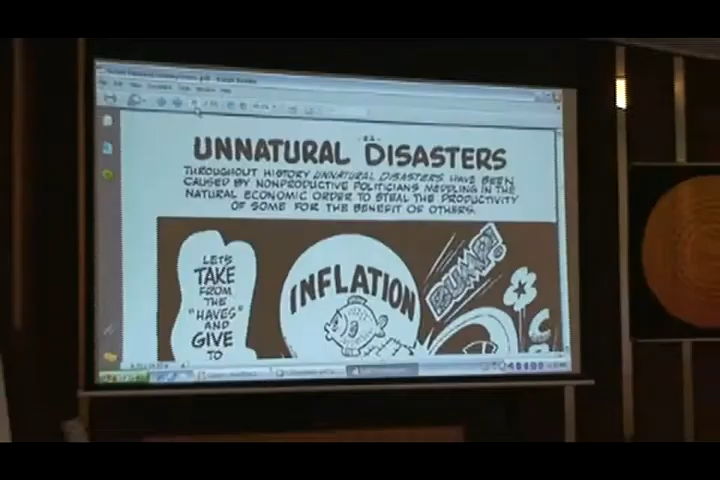 UNNATURAL DISASTERS
THROUGHOUT HISTORY UNNATURAL DISASTERS HAVE BEEN
CAUSED BY NONPRODUCTIVE POLITICIANS MEDDLING IN THE
NATURAL ECONOMIC ORDER TO STEAL THE PRODUCTIVITY
OF SOME FOR THE BENEFIT OF OTHERS.
LET'S
TAKE
FROM
THE
"HAVES"
AND
GIVE
TO
INFLATION
BUMP!